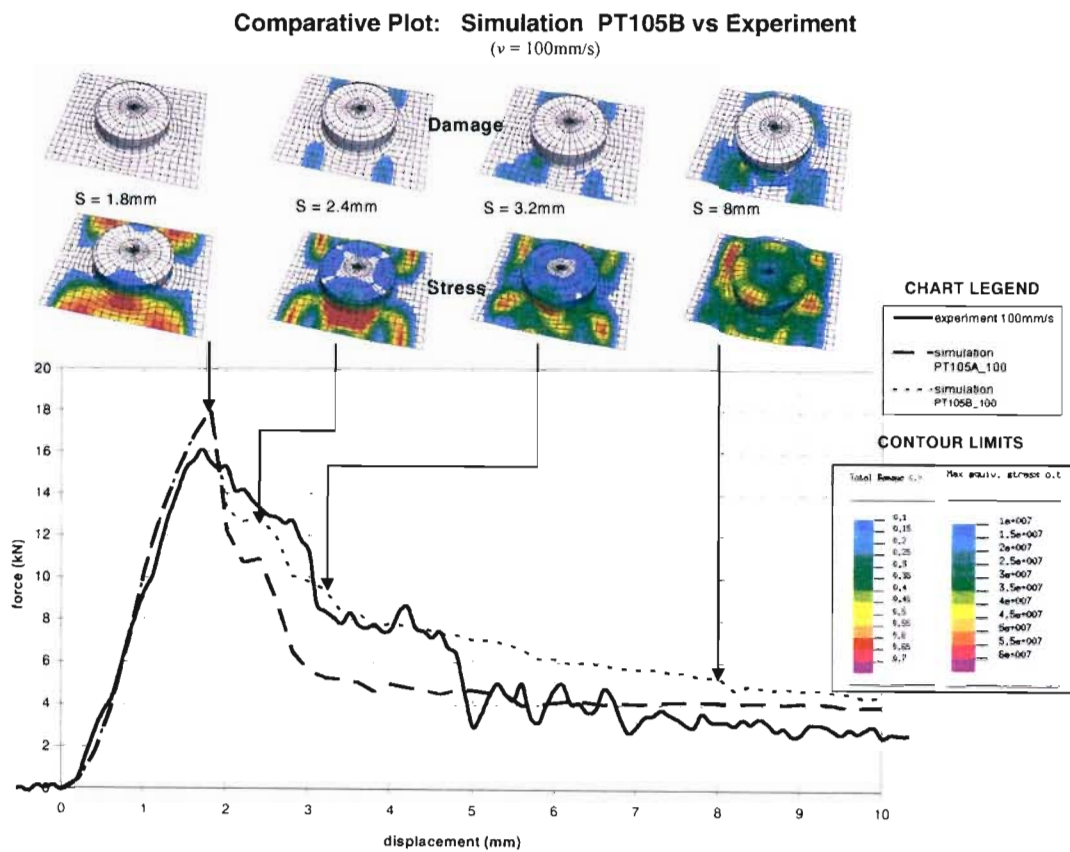 Comparative Plot: Simulation PT105B vs Experiment
(v = 100mm/s)
Damage
S = 1.8mm
S = 2.4mm
S = 3.2mm
S = 8mm
Stress
CHART LEGEND
experiment 100mm/s
simulation
PT105A_100
simulation
PT105B_100
CONTOUR LIMITS
Total
Max equiv. stress
0.1
0.15
0.2
0.25
0.3
0.35
0.4
0.45
0.5
0.55
0.6
0.65
0.7
1e+007
1.5e+007
2e+007
2.5e+007
3e+007
3.5e+007
4e+007
4.5e+007
5e+007
5.5e+007
6e+007
20
18
16
14
12
10
8
6
4
2
0
force (kN)
0 1 2 3 4 5 6 7 8 9 10
displacement (mm)